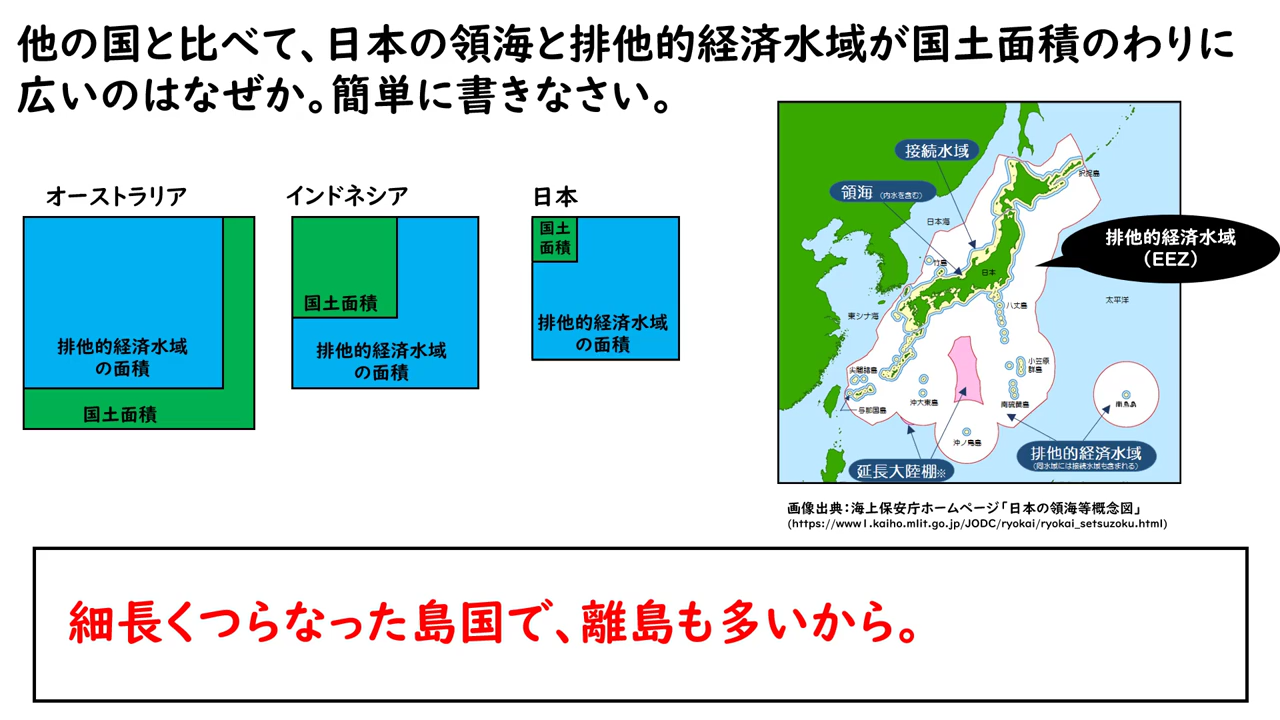 他の国と比べて、日本の領海と排他的経済水域が国土面積のわりに
広いのはなぜか。簡単に書きなさい。
オーストラリア
排他的経済水域
の面積
国土面積
インドネシア
国土面積
排他的経済水域
の面積
日本
国土
面積
排他的経済水域
の面積
接続水域
領海（内水を含む）
択捉島
日本海
竹島
日本
排他的経済水域
（EEZ）
太平洋
東シナ海
八丈島
尖閣諸島
小笠原
群島
与那国島
沖大東島
南硫黄島
南鳥島
沖ノ鳥島
延長大陸棚※
排他的経済水域
（同水域には接続水域も含まれる）
画像出典：海上保安庁ホームページ「日本の領海等概念図」
(https://www1.kaiho.mlit.go.jp/JODC/ryokai/ryokai_setsuzoku.html)
細長くつらなった島国で、離島も多いから。